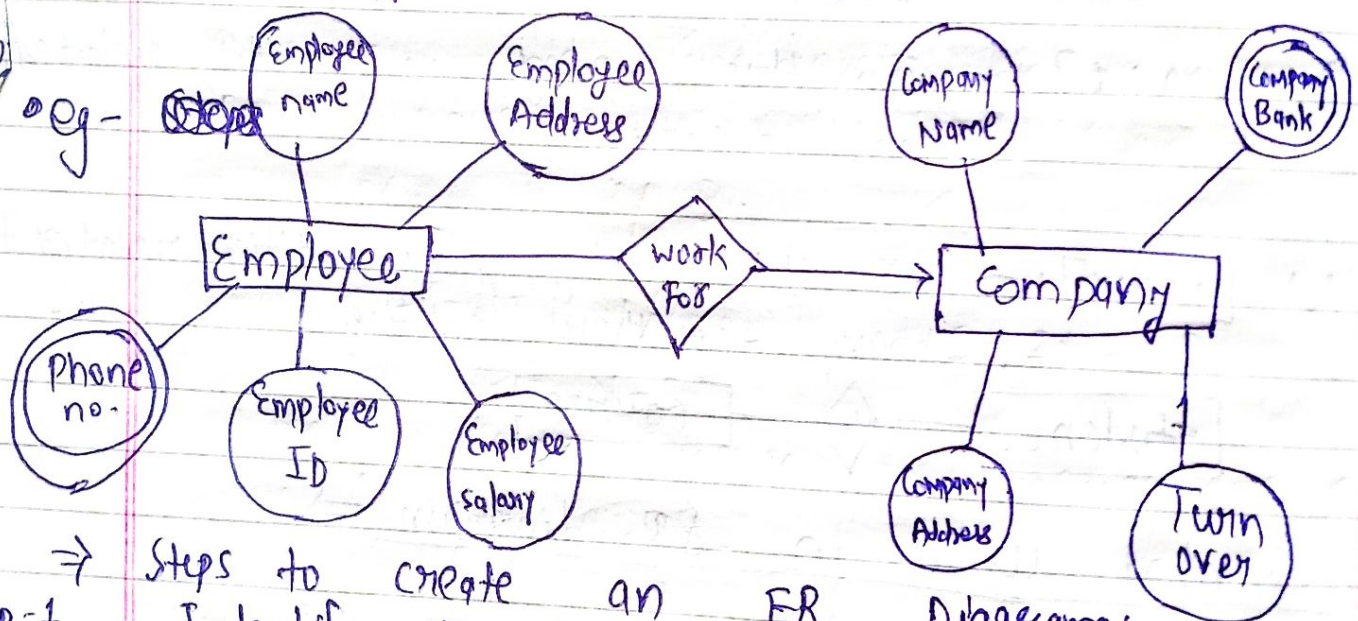 Employee
name
Employee
Address
Company
Name
Company
Bank
eg-
Employee
Work
For
Company
Phone
no.
Employee
ID
Employee
salary
Company
Address
Turn
over
⇒ Steps to create an ER